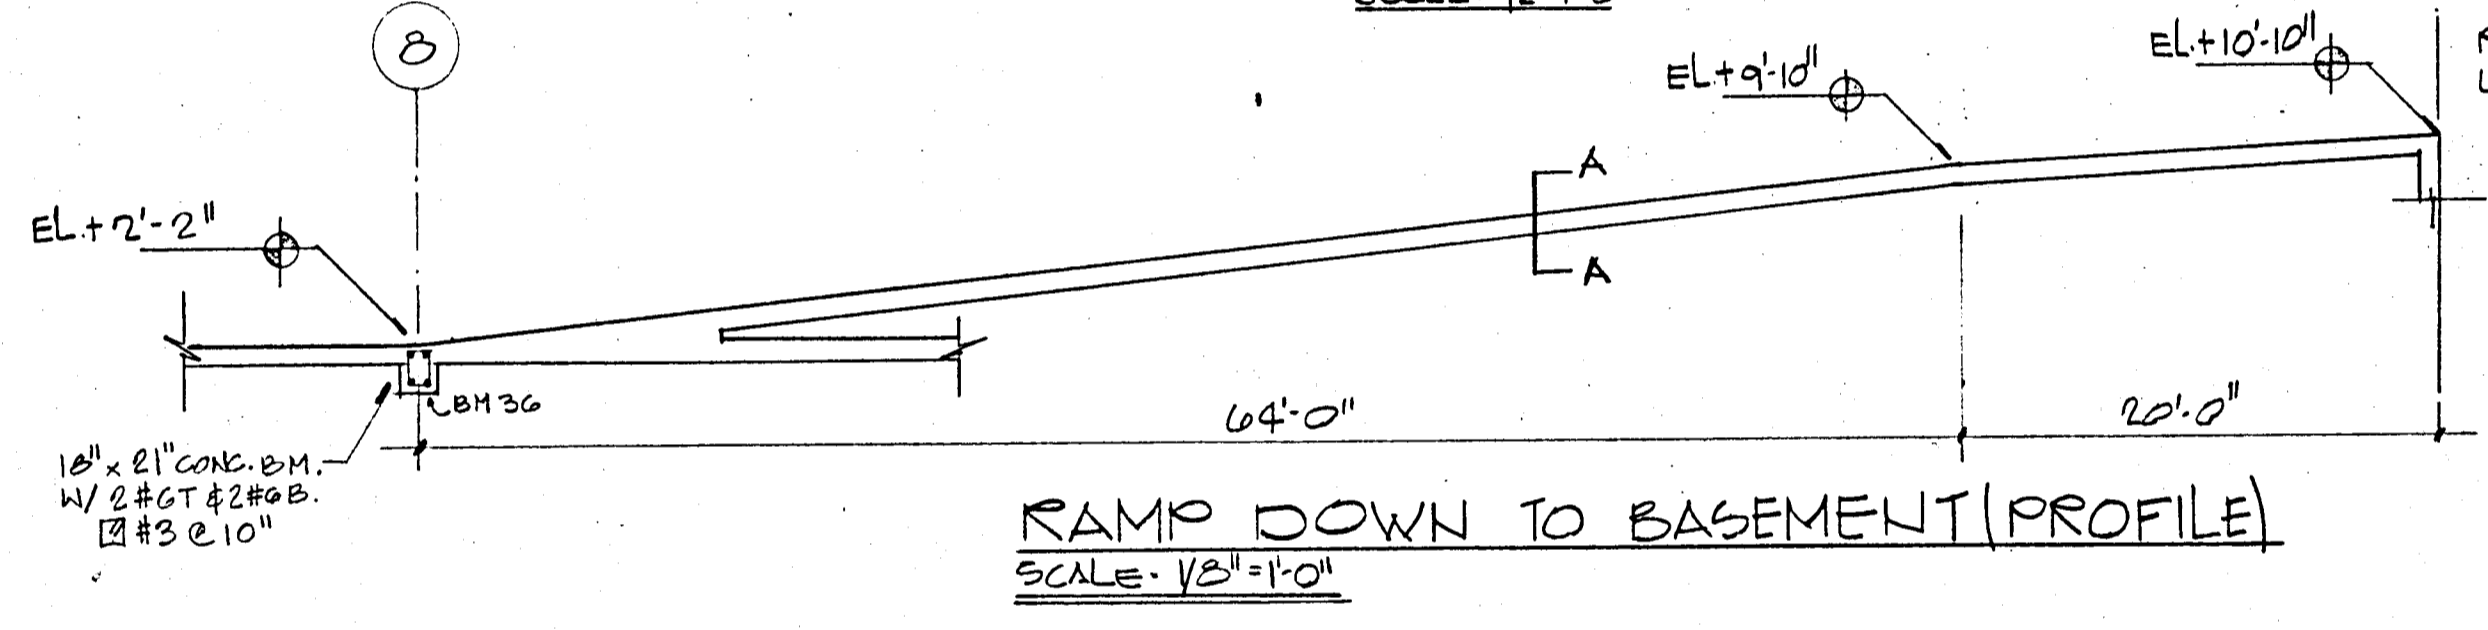 8
EL.+10'-10"
EL.+9'-10"
A
EL.+2'-2"
A
BM 36
64'-0"
20'-0"
18" x 21" CONC. BM.
W/ 2 #6T & 2 #6B.
#3 @ 10"
RAMP DOWN TO BASEMENT (PROFILE)
SCALE- 1/8" = 1'-0"